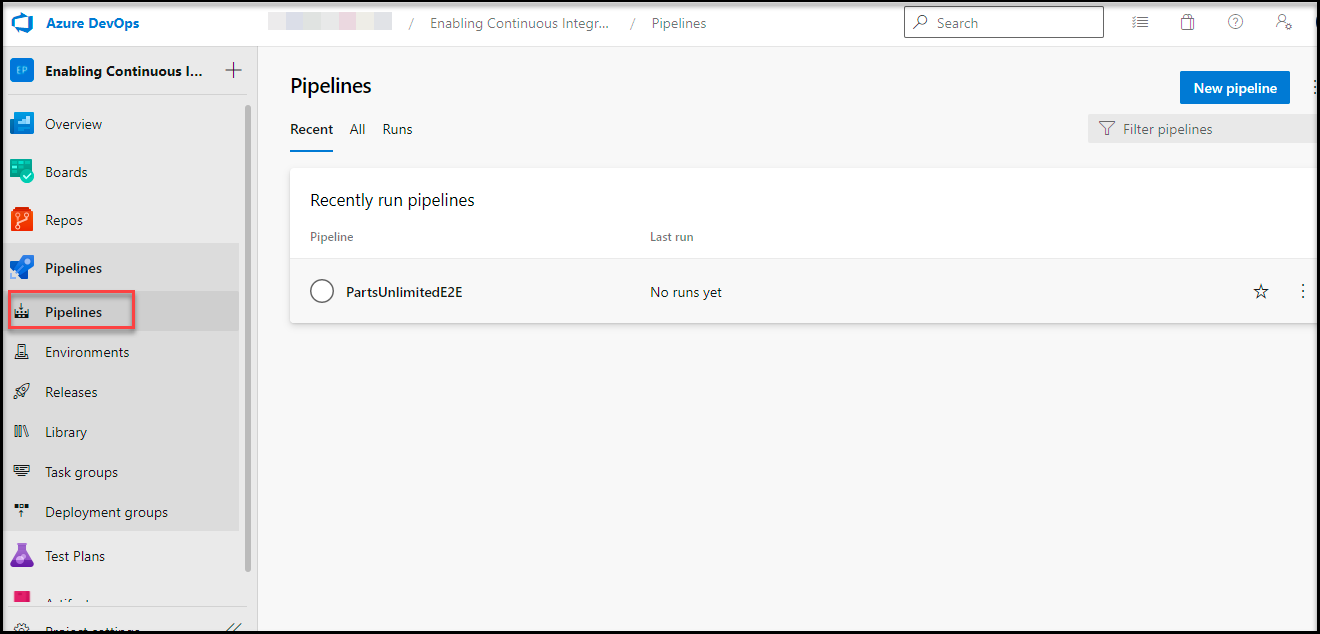 Azure DevOps
/ Enabling Continuous Integr... / Pipelines
Search
EP Enabling Continuous I...
Overview
Boards
Repos
Pipelines
Pipelines
Environments
Releases
Library
Task groups
Deployment groups
Test Plans
Project settings
Pipelines
New pipeline
Recent All Runs
Filter pipelines
Recently run pipelines
Pipeline Last run
PartsUnlimitedE2E No runs yet